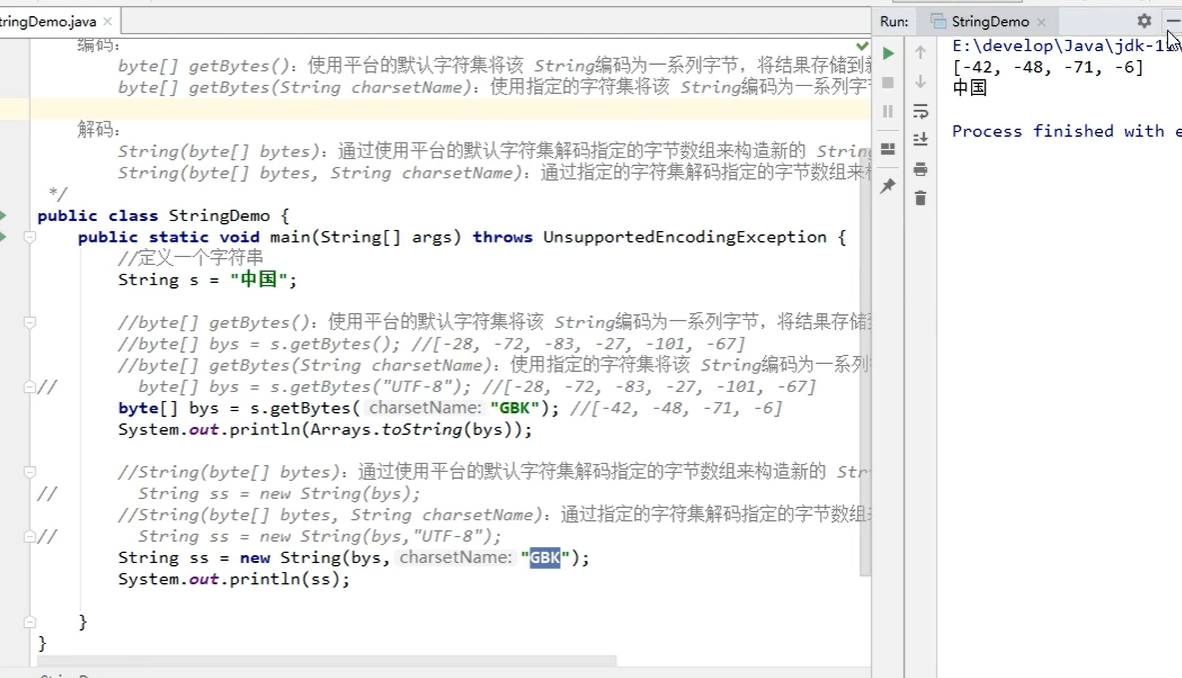 tringDemo.java
Run:
StringDemo
编码:
byte[] getBytes()：使用平台的默认字符集将该 String编码为一系列字节，将结果存储到
byte[] getBytes(String charsetName)：使用指定的字符集将该 String编码为一系列字
解码:
String(byte[] bytes)：通过使用平台的默认字符集解码指定的字节数组来构造新的 String
String(byte[] bytes, String charsetName)：通过指定的字符集解码指定的字节数组来
*/
public class StringDemo {
public static void main(String[] args) throws UnsupportedEncodingException {
//定义一个字符串
String s = "中国";
//byte[] getBytes()：使用平台的默认字符集将该 String编码为一系列字节，将结果存储
//byte[] bys = s.getBytes(); //[-28, -72, -83, -27, -101, -67]
//byte[] getBytes(String charsetName)：使用指定的字符集将该 String编码为一系列
// byte[] bys = s.getBytes("UTF-8"); //[-28, -72, -83, -27, -101, -67]
byte[] bys = s.getBytes( charsetName: "GBK"); //[-42, -48, -71, -6]
System.out.println(Arrays.toString(bys));
//String(byte[] bytes)：通过使用平台的默认字符集解码指定的字节数组来构造新的 Str
// String ss = new String(bys);
//String(byte[] bytes, String charsetName)：通过指定的字符集解码指定的字节数组
// String ss = new String(bys,"UTF-8");
String ss = new String(bys, charsetName: "GBK");
System.out.println(ss);
}
}
E:\develop\Java\jdk-11\
[-42, -48, -71, -6]
中国
Process finished with e